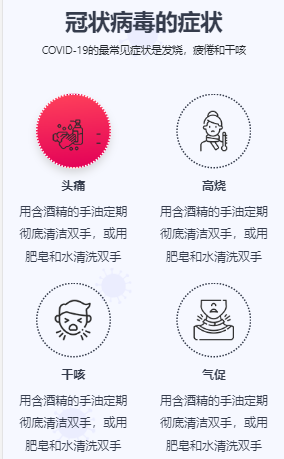 冠状病毒的症状
COVID-19的最常见症状是发烧，疲倦和干咳
头痛
用含酒精的手油定期
彻底清洁双手，或用
肥皂和水清洗双手
高烧
用含酒精的手油定期
彻底清洁双手，或用
肥皂和水清洗双手
干咳
用含酒精的手油定期
彻底清洁双手，或用
肥皂和水清洗双手
气促
用含酒精的手油定期
彻底清洁双手，或用
肥皂和水清洗双手